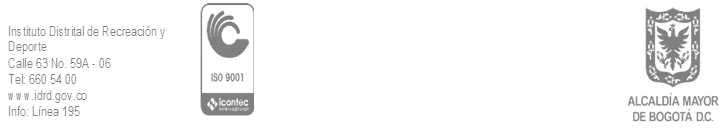 Instituto Distrital de Recreación y
Deporte
Calle 63 No. 59A - 06
Tel: 660 54 00
www.idrd.gov.co
Info: Línea 195
ISO 9001
icontec
ALCALDÍA MAYOR
DE BOGOTÁ D.C.